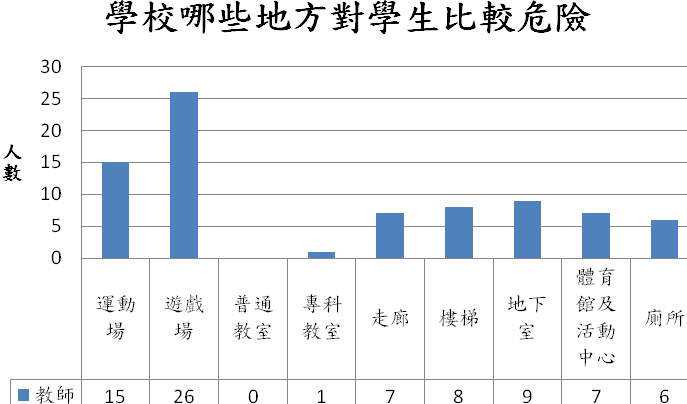 學校哪些地方對學生比較危險
30
25
20
15
10
5
0
人
數
運動
場
遊戲
場
普通
教室
專科
教室
走廊
樓梯
地下
室
體育
館及
活動
中心
廁所
教師 15 26 0 1 7 8 9 7 6